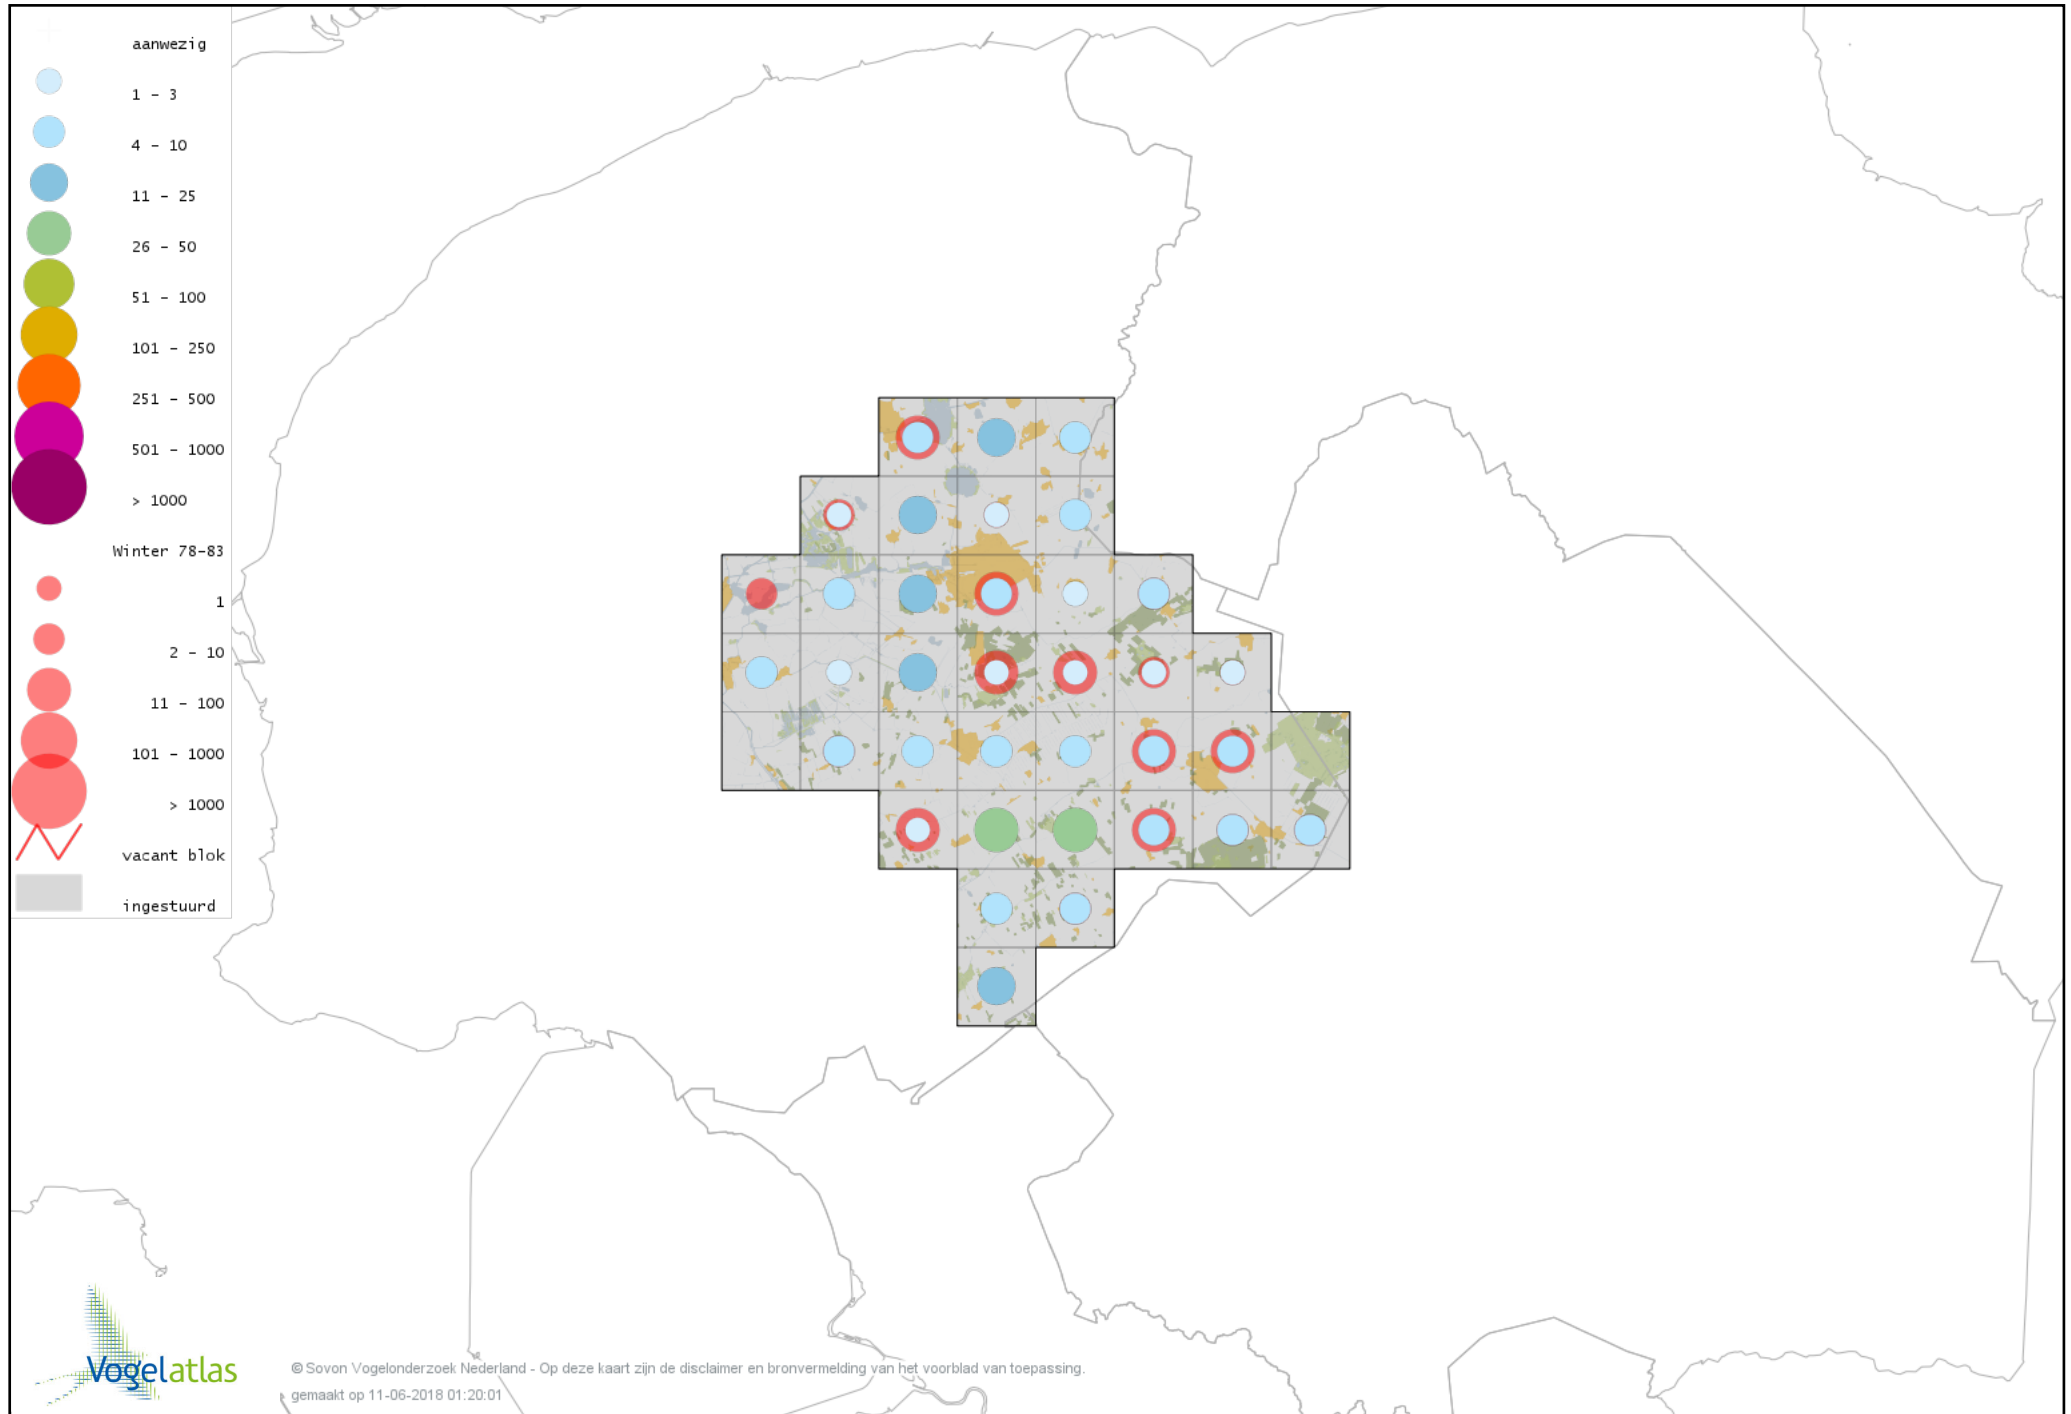 aanwezig
1 - 3
4 - 10
11 - 25
26 - 50
51 - 100
101 - 250
251 - 500
501 - 1000
> 1000
Winter 78-83
1
2 - 10
11 - 100
101 - 1000
> 1000
vacant blok
ingestuurd
Vogelatlas
© Sovon Vogelonderzoek Nederland - Op deze kaart zijn de disclaimer en bronvermelding van het voorblad van toepassing.
gemaakt op 11-06-2018 01:20:01